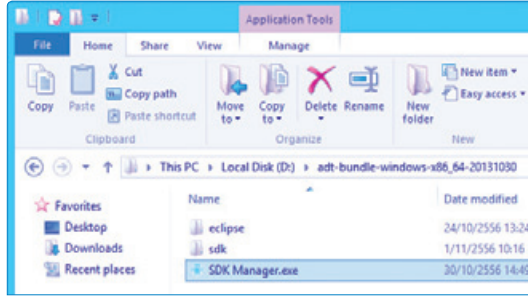 Application Tools
File Home Share View Manage
Copy
Paste
Cut
Copy path
Paste shortcut
Clipboard
Move to
Copy to
Delete
Rename
Organize
New folder
New item
Easy access
New
This PC Local Disk (D:) adt-bundle-windows-x86_64-20131030
Favorites
Desktop
Downloads
Recent places
Name Date modified
eclipse 24/10/2556 13:24
sdk 1/11/2556 10:16
SDK Manager.exe 30/10/2556 14:49